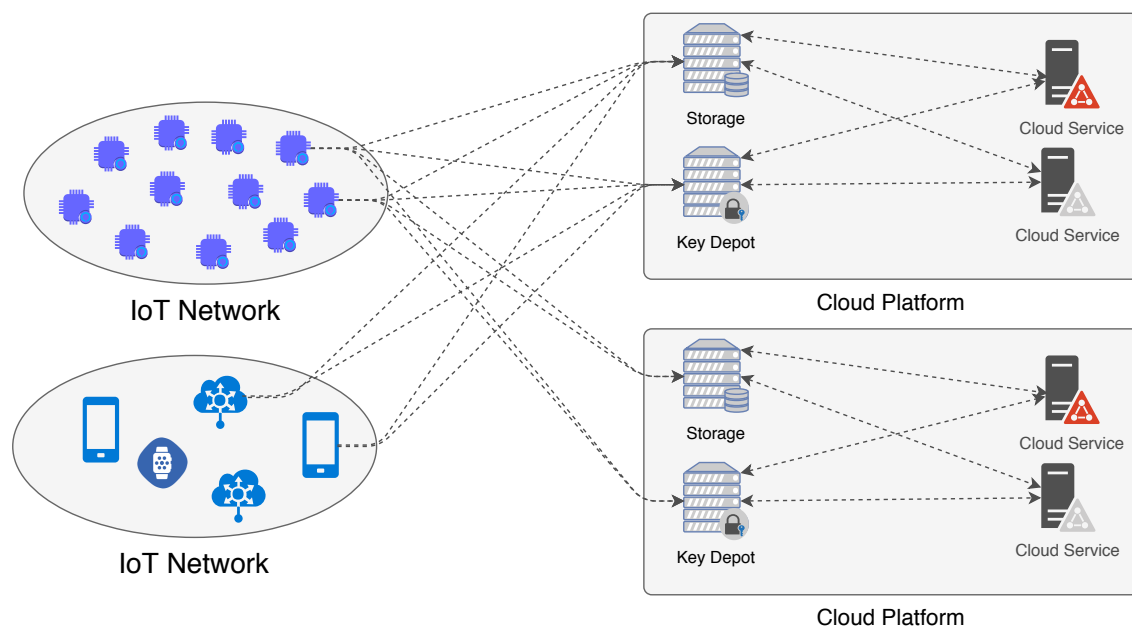 Storage
Cloud Service
Key Depot
Cloud Service
IoT Network
Cloud Platform
Storage
Cloud Service
Key Depot
Cloud Service
IoT Network
Cloud Platform